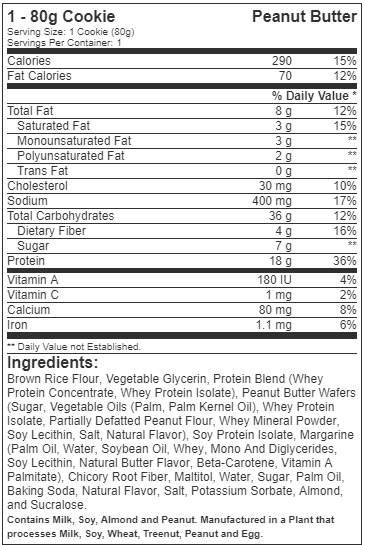 1 - 80g Cookie Peanut Butter
Serving Size: 1 Cookie (80g)
Servings Per Container: 1
Calories 290 15%
Fat Calories 70 12%
% Daily Value *
Total Fat 8 g 12%
Saturated Fat 3 g 15%
Monounsaturated Fat 3 g **
Polyunsaturated Fat 2 g **
Trans Fat 0 g **
Cholesterol 30 mg 10%
Sodium 400 mg 17%
Total Carbohydrates 36 g 12%
Dietary Fiber 4 g 16%
Sugar 7 g **
Protein 18 g 36%
Vitamin A 180 IU 4%
Vitamin C 1 mg 2%
Calcium 80 mg 8%
Iron 1.1 mg 6%
** Daily Value not Established.
Ingredients:
Brown Rice Flour, Vegetable Glycerin, Protein Blend (Whey
Protein Concentrate, Whey Protein Isolate), Peanut Butter Wafers
(Sugar, Vegetable Oils (Palm, Palm Kernel Oil), Whey Protein
Isolate, Partially Defatted Peanut Flour, Whey Mineral Powder,
Soy Lecithin, Salt, Natural Flavor), Soy Protein Isolate, Margarine
(Palm Oil, Water, Soybean Oil, Whey, Mono And Diglycerides,
Soy Lecithin, Natural Butter Flavor, Beta-Carotene, Vitamin A
Palmitate), Chicory Root Fiber, Maltitol, Water, Sugar, Palm Oil,
Baking Soda, Natural Flavor, Salt, Potassium Sorbate, Almond,
and Sucralose.
Contains Milk, Soy, Almond and Peanut. Manufactured in a Plant that
processes Milk, Soy, Wheat, Treenut, Peanut and Egg.